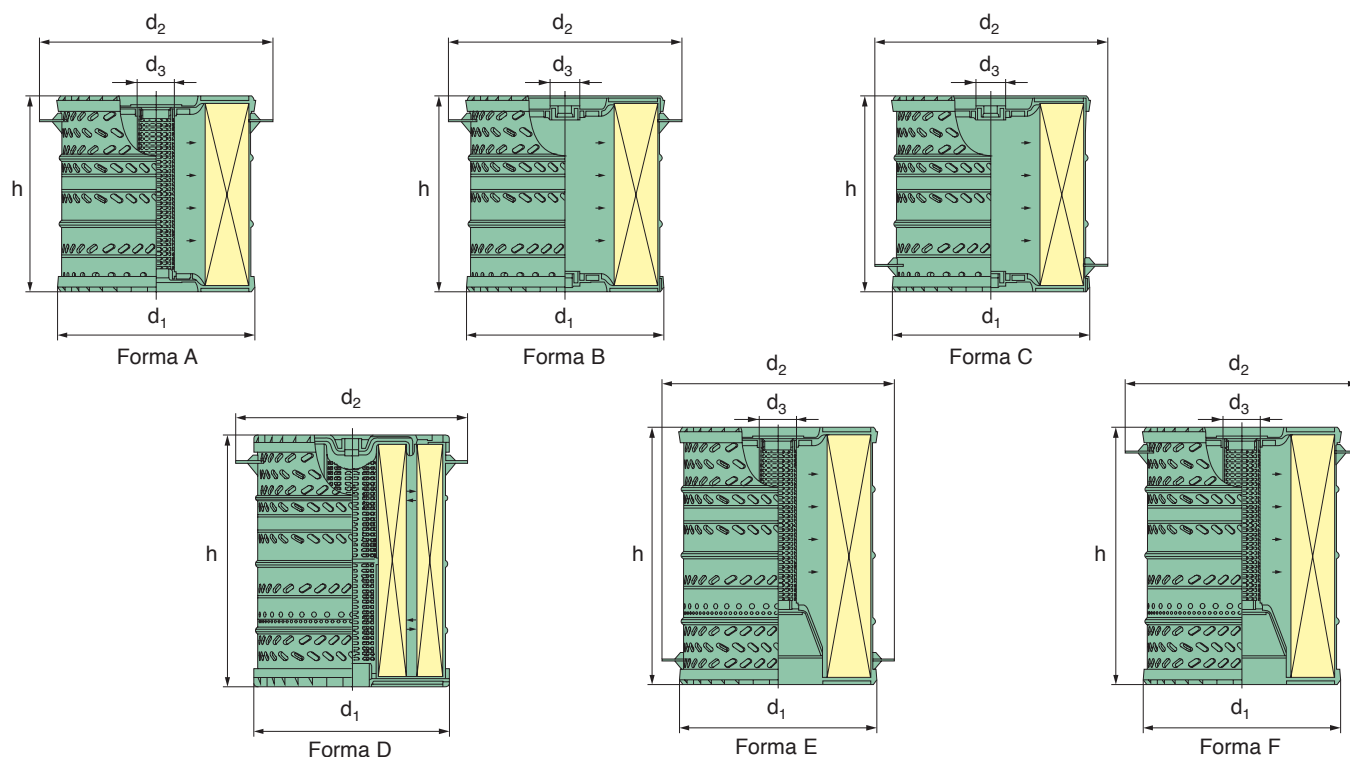 d₂
d₃
h
d₁
Forma A
d₂
d₃
h
d₁
Forma B
d₂
d₃
h
d₁
Forma C
d₂
h
d₁
Forma D
d₂
d₃
h
d₁
Forma E
d₂
d₃
h
d₁
Forma F